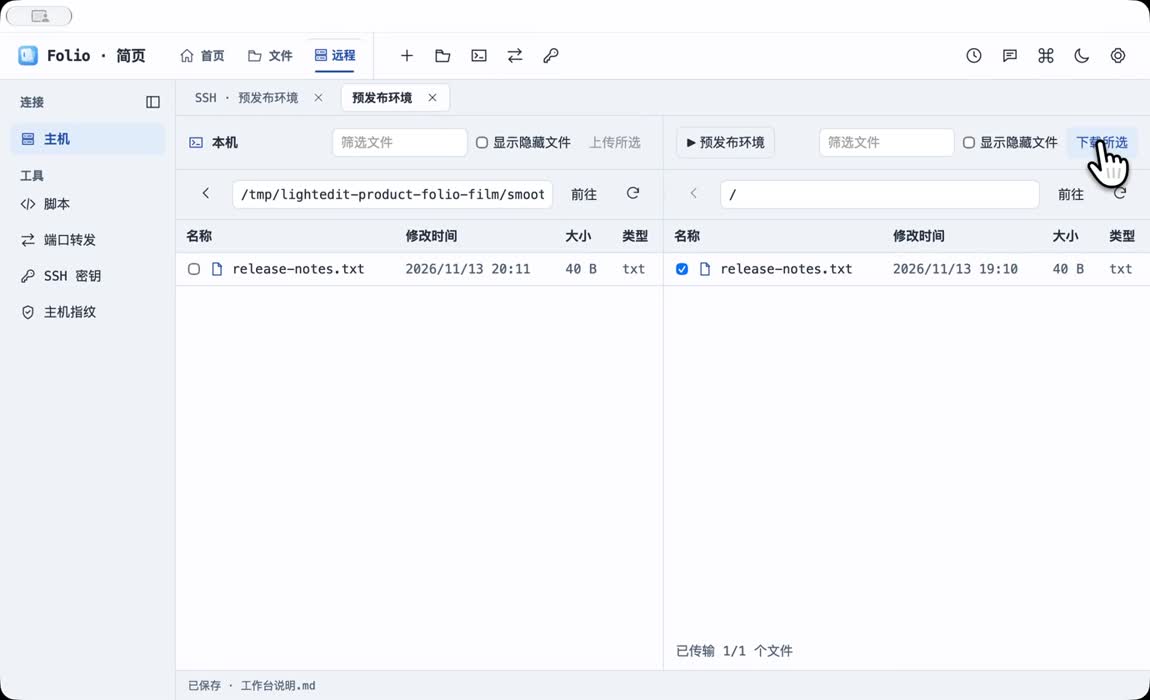 Folio · 简页
首页
文件
远程
连接
主机
工具
脚本
端口转发
SSH 密钥
主机指纹
SSH · 预发布环境
预发布环境
本机
筛选文件
显示隐藏文件
上传所选
/tmp/lightedit-product-folio-film/smoot
前往
名称 修改时间 大小 类型
release-notes.txt 2026/11/13 20:11 40 B txt
预发布环境
筛选文件
显示隐藏文件
下载所选
/
前往
名称 修改时间 大小 类型
release-notes.txt 2026/11/13 19:10 40 B txt
已传输 1/1 个文件
已保存 · 工作台说明.md